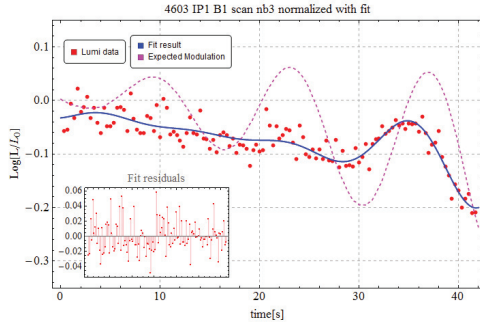 4603 IP1 B1 scan nb3 normalized with fit
Lumi data
Fit result
Expected Modulation
0.1
0.0
−0.1
−0.2
−0.3
Log(L/L₀)
Fit residuals
0.06
0.04
0.02
0.00
−0.02
−0.04
0
10
20
30
40
time[s]